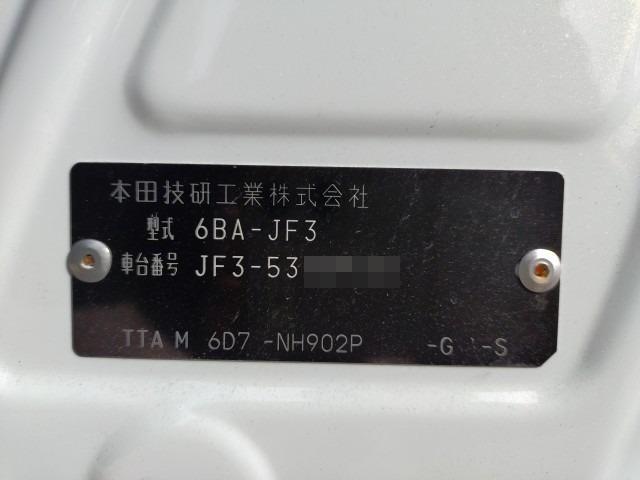 本田技研工業株式会社
型式 6BA-JF3
車台番号 JF3-53
TTA M 6D7 -NH902P -G -S